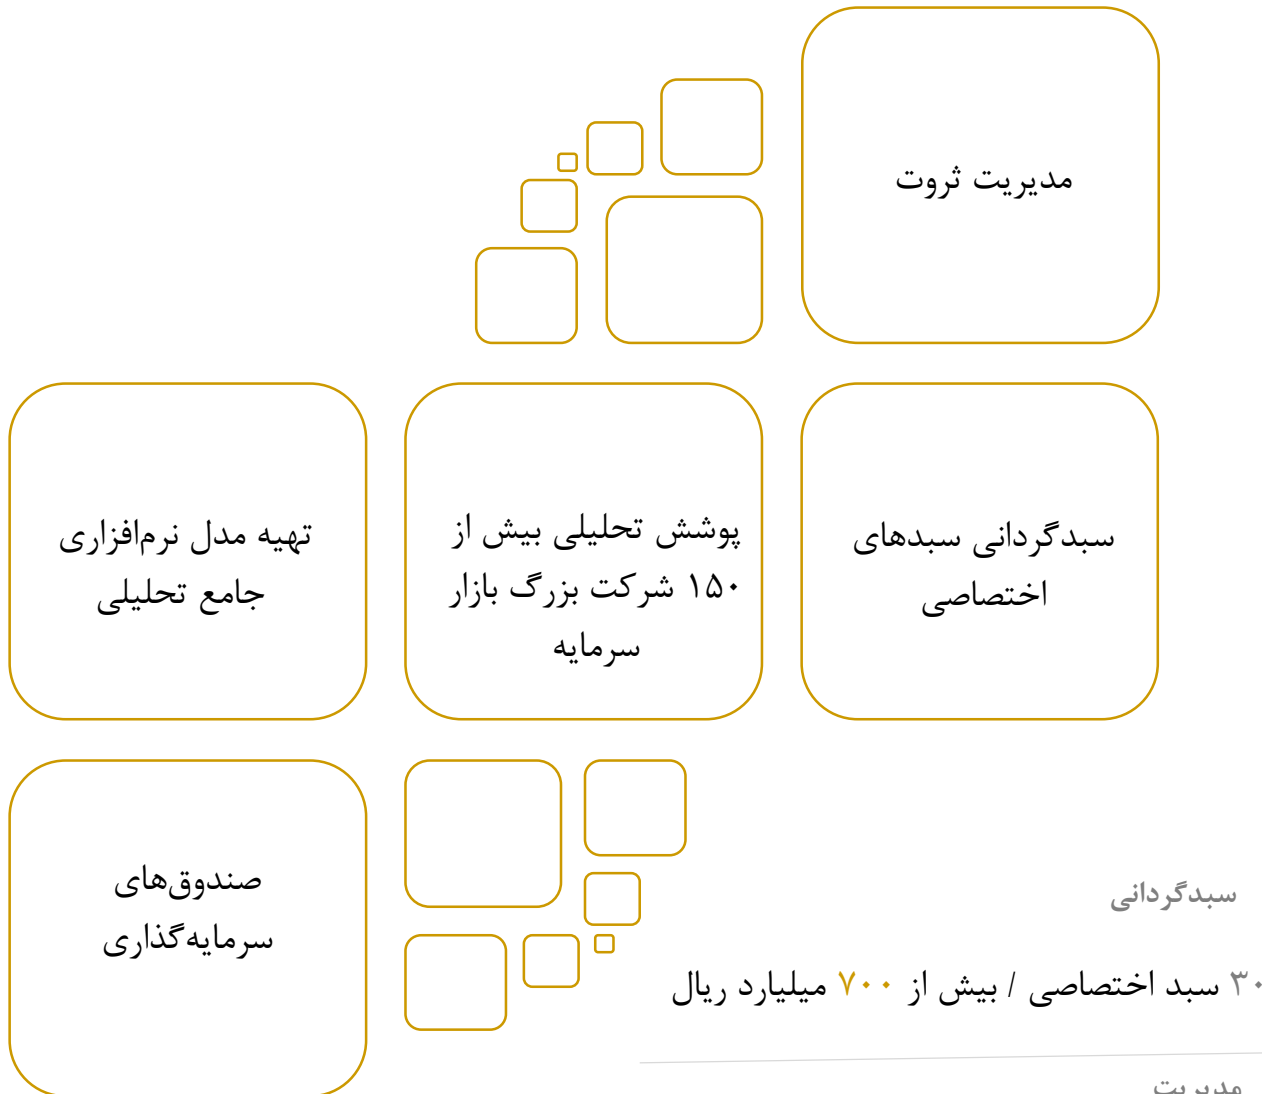 مدیریت ثروت
سبدگردانی سبدهای
اختصاصی
پوشش تحلیلی بیش از
۱۵۰ شرکت بزرگ بازار
سرمایه
تهیه مدل نرم‌افزاری
جامع تحلیلی
صندوق‌های
سرمایه‌گذاری
سبدگردانی
۳۰ سبد اختصاصی / بیش از ۷۰۰ میلیارد ریال
مدیریت